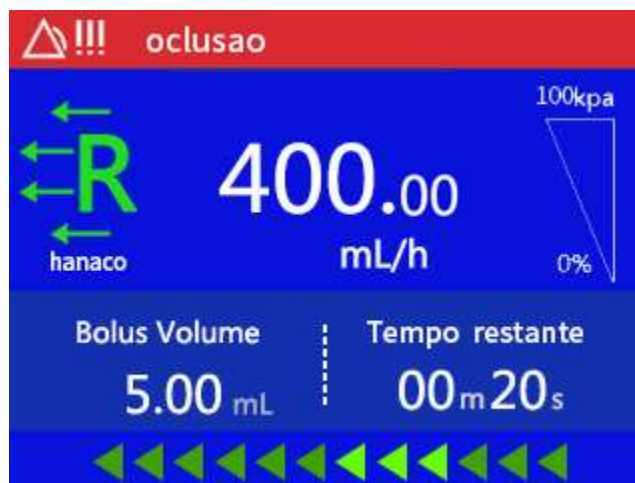 !!! oclusao
100kpa
R
400.00
mL/h
hanaco
0%
Bolus Volume
5.00 mL
Tempo restante
00m20s